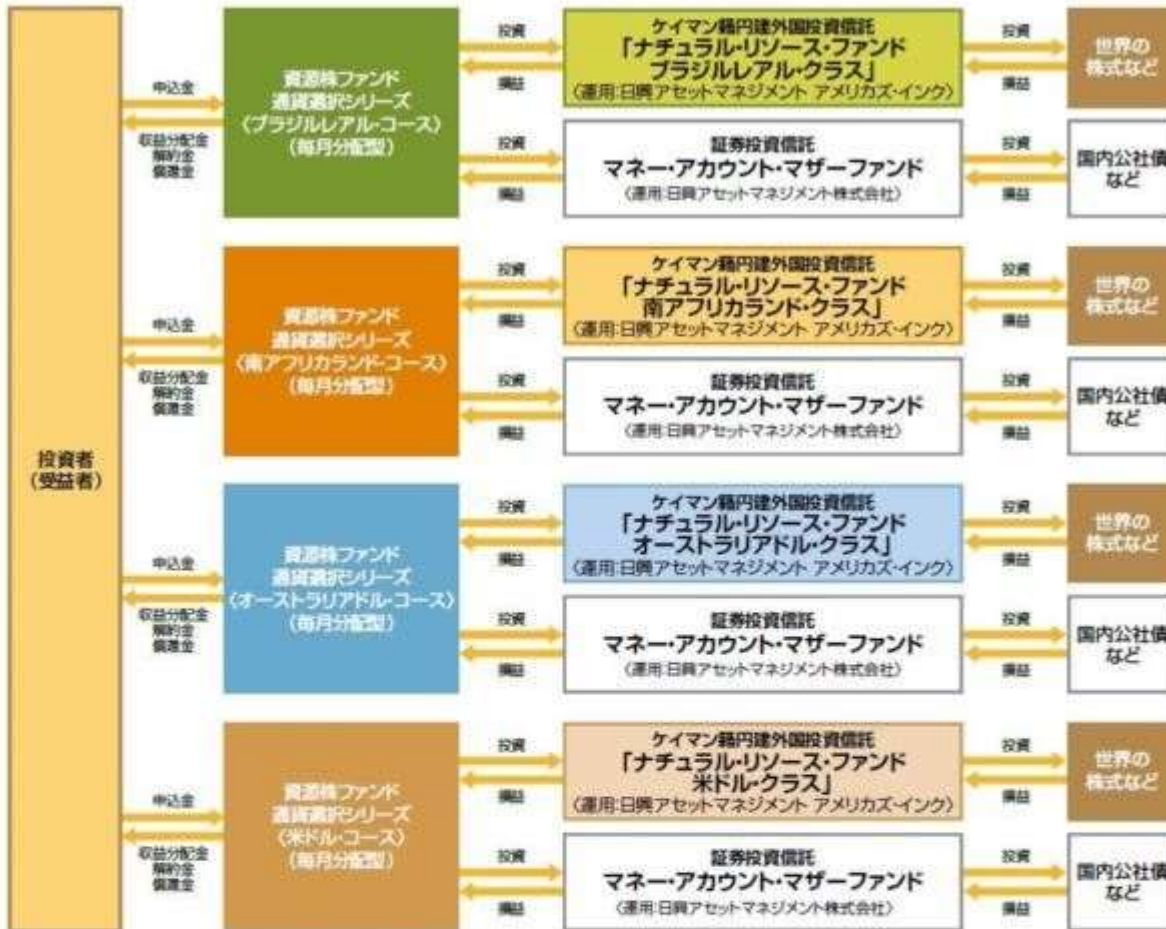 投資者
(受益者)
申込金
収益分配金
解約金
償還金
資源株ファンド
通貨選択シリーズ
〈ブラジルレアル・コース〉
(毎月分配型)
投資
損益
ケイマン籍円建外国投資信託
「ナチュラル・リソース・ファンド
ブラジルレアル・クラス」
〈運用:日興アセットマネジメント アメリカズ・インク〉
投資
損益
世界の
株式など
投資
損益
証券投資信託
マネー・アカウント・マザーファンド
〈運用:日興アセットマネジメント株式会社〉
投資
損益
国内公社債
など
申込金
収益分配金
解約金
償還金
資源株ファンド
通貨選択シリーズ
〈南アフリカランド・コース〉
(毎月分配型)
投資
損益
ケイマン籍円建外国投資信託
「ナチュラル・リソース・ファンド
南アフリカランド・クラス」
〈運用:日興アセットマネジメント アメリカズ・インク〉
投資
損益
世界の
株式など
投資
損益
証券投資信託
マネー・アカウント・マザーファンド
〈運用:日興アセットマネジメント株式会社〉
投資
損益
国内公社債
など
申込金
収益分配金
解約金
償還金
資源株ファンド
通貨選択シリーズ
〈オーストラリアドル・コース〉
(毎月分配型)
投資
損益
ケイマン籍円建外国投資信託
「ナチュラル・リソース・ファンド
オーストラリアドル・クラス」
〈運用:日興アセットマネジメント アメリカズ・インク〉
投資
損益
世界の
株式など
投資
損益
証券投資信託
マネー・アカウント・マザーファンド
〈運用:日興アセットマネジメント株式会社〉
投資
損益
国内公社債
など
申込金
収益分配金
解約金
償還金
資源株ファンド
通貨選択シリーズ
〈米ドル・コース〉
(毎月分配型)
投資
損益
ケイマン籍円建外国投資信託
「ナチュラル・リソース・ファンド
米ドル・クラス」
〈運用:日興アセットマネジメント アメリカズ・インク〉
投資
損益
世界の
株式など
投資
損益
証券投資信託
マネー・アカウント・マザーファンド
〈運用:日興アセットマネジメント株式会社〉
投資
損益
国内公社債
など